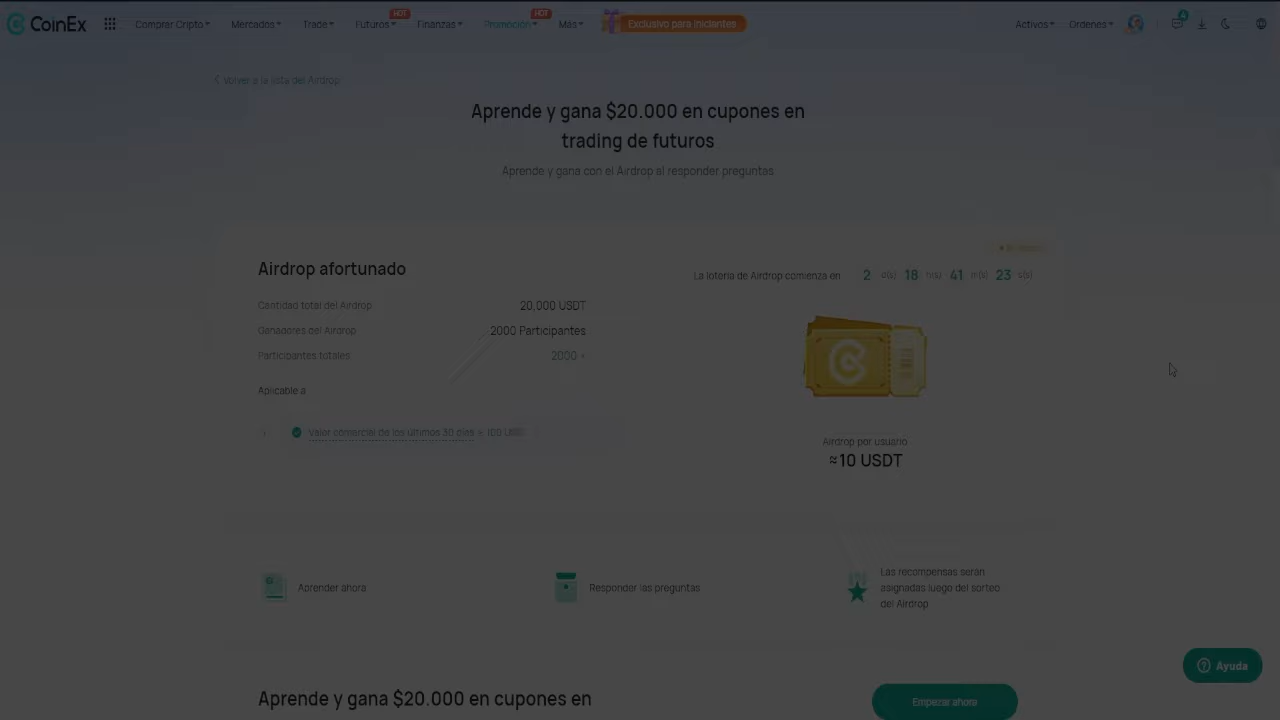 CoinEx
Comprar Cripto
Mercados
Trade
Futuros
HOT
Finanzas
Promoción
HOT
Más
Exclusivo para iniciantes
Activos
Órdenes
Volver a la lista del Airdrop
Aprende y gana $20.000 en cupones en
trading de futuros
Aprende y gana con el Airdrop al responder preguntas
Airdrop afortunado
La lotería de Airdrop comienza en 2 d(s) 18 h(s) 41 m(s) 23 s(s)
Cantidad total del Airdrop 20,000 USDT
Ganadores del Airdrop 2000 Participantes
Participantes totales 2000 +
Aplicable a
Valor comercial de los últimos 30 días ≥ 100 USD
Airdrop por usuario
≈10 USDT
Aprender ahora
Responder las preguntas
Las recompensas serán
asignadas luego del sorteo
del Airdrop
Ayuda
Aprende y gana $20.000 en cupones en
Empezar ahora